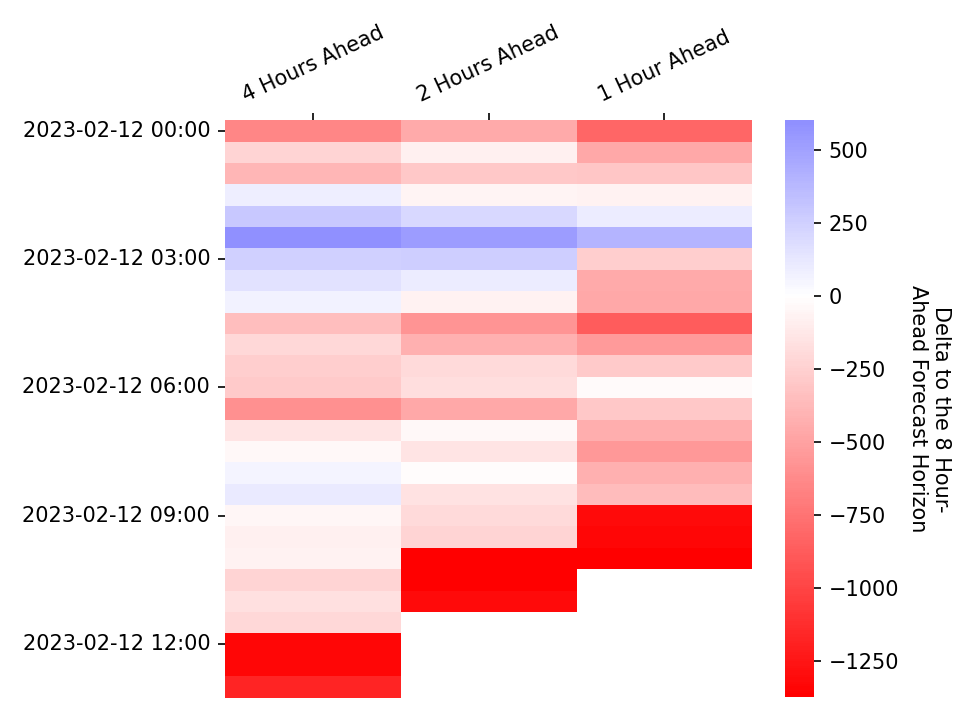 4 Hours Ahead
2 Hours Ahead
1 Hour Ahead
2023-02-12 00:00
2023-02-12 03:00
2023-02-12 06:00
2023-02-12 09:00
2023-02-12 12:00
500
250
0
−250
−500
−750
−1000
−1250
Delta to the 8 Hour-
Ahead Forecast Horizon